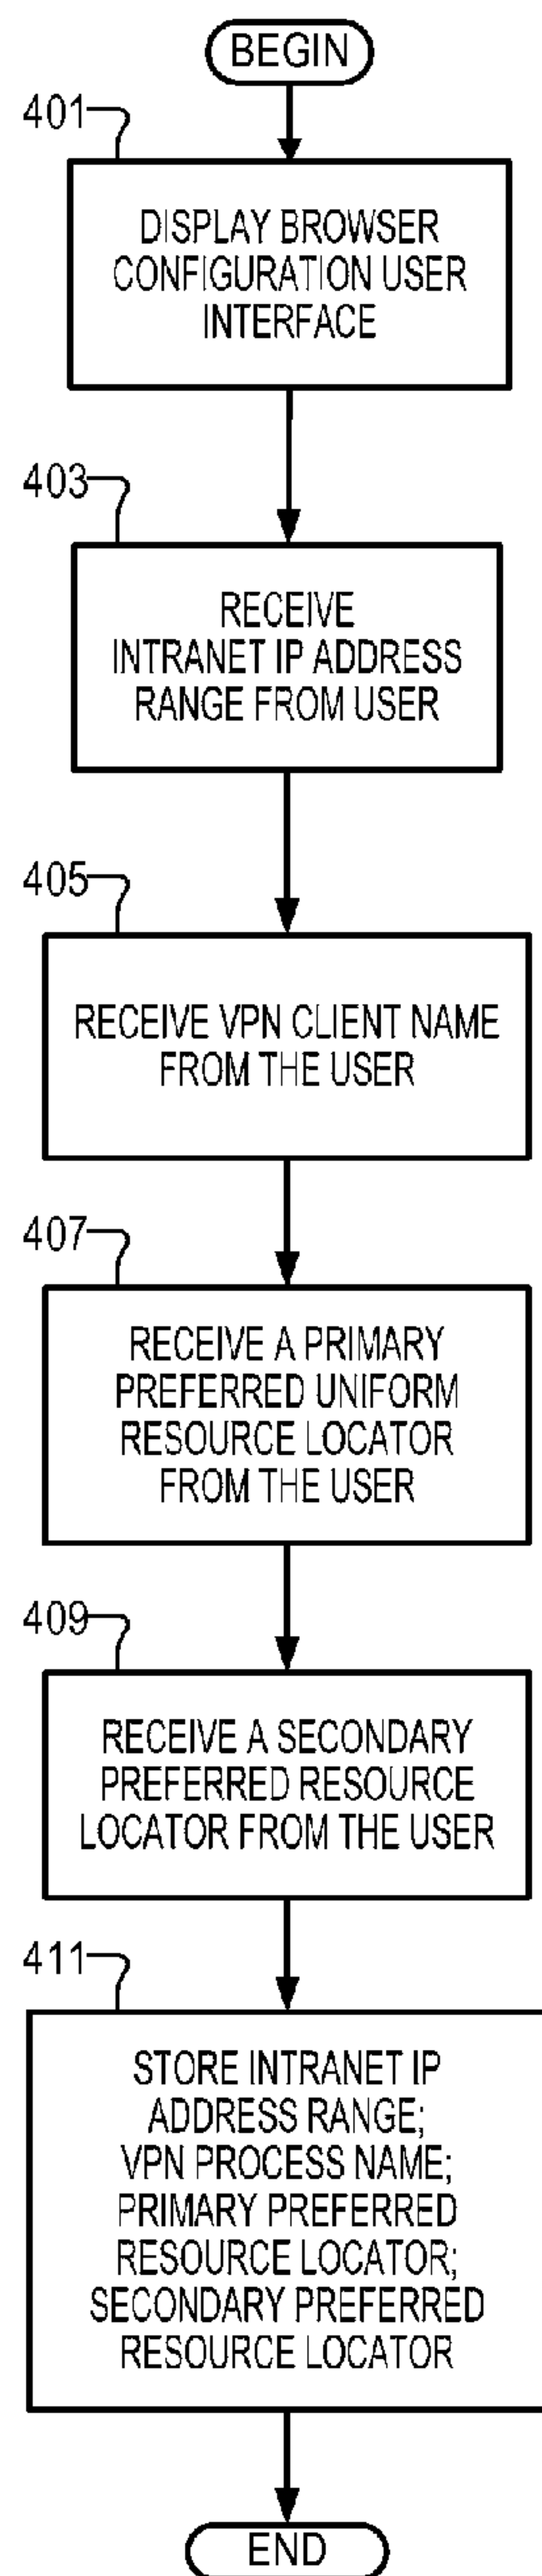 BEGIN
401
DISPLAY BROWSER
CONFIGURATION USER
INTERFACE
403
RECEIVE
INTRANET IP ADDRESS
RANGE FROM USER
405
RECEIVE VPN CLIENT NAME
FROM THE USER
407
RECEIVE A PRIMARY
PREFERRED UNIFORM
RESOURCE LOCATOR
FROM THE USER
409
RECEIVE A SECONDARY
PREFERRED RESOURCE
LOCATOR FROM THE USER
411
STORE INTRANET IP
ADDRESS RANGE;
VPN PROCESS NAME;
PRIMARY PREFERRED
RESOURCE LOCATOR;
SECONDARY PREFERRED
RESOURCE LOCATOR
END